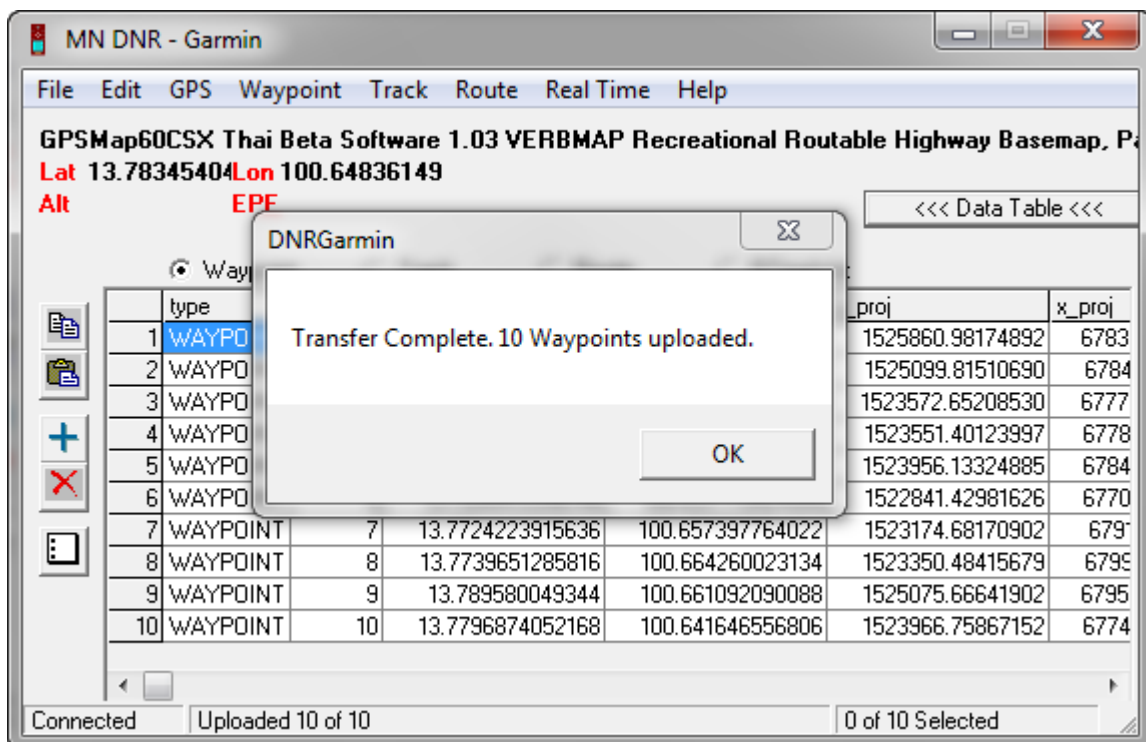 MN DNR - Garmin
File Edit GPS Waypoint Track Route Real Time Help
GPSMap60CSX Thai Beta Software 1.03 VERBMAP Recreational Routable Highway Basemap,
Lat 13.78345404 Lon 100.64836149
Alt EPE
<<< Data Table <<<
DNRGarmin
Transfer Complete. 10 Waypoints uploaded.
OK
type _proj x_proj
1 WAYPO 1525860.98174892 6783
2 WAYPO 1525099.81510690 6784
3 WAYPO 1523572.65208530 6777
4 WAYPO 1523551.40123997 6778
5 WAYPO 1523956.13324885 6784
6 WAYPO 1522841.42981626 6770
7 WAYPOINT 7 13.7724223915636 100.657397764022 1523174.68170902 679
8 WAYPOINT 8 13.7739651285816 100.664260023134 1523350.48415679 6799
9 WAYPOINT 9 13.789580049344 100.661092090088 1525075.66641902 6795
10 WAYPOINT 10 13.7796874052168 100.641646556806 1523966.75867152 6774
Connected Uploaded 10 of 10 0 of 10 Selected